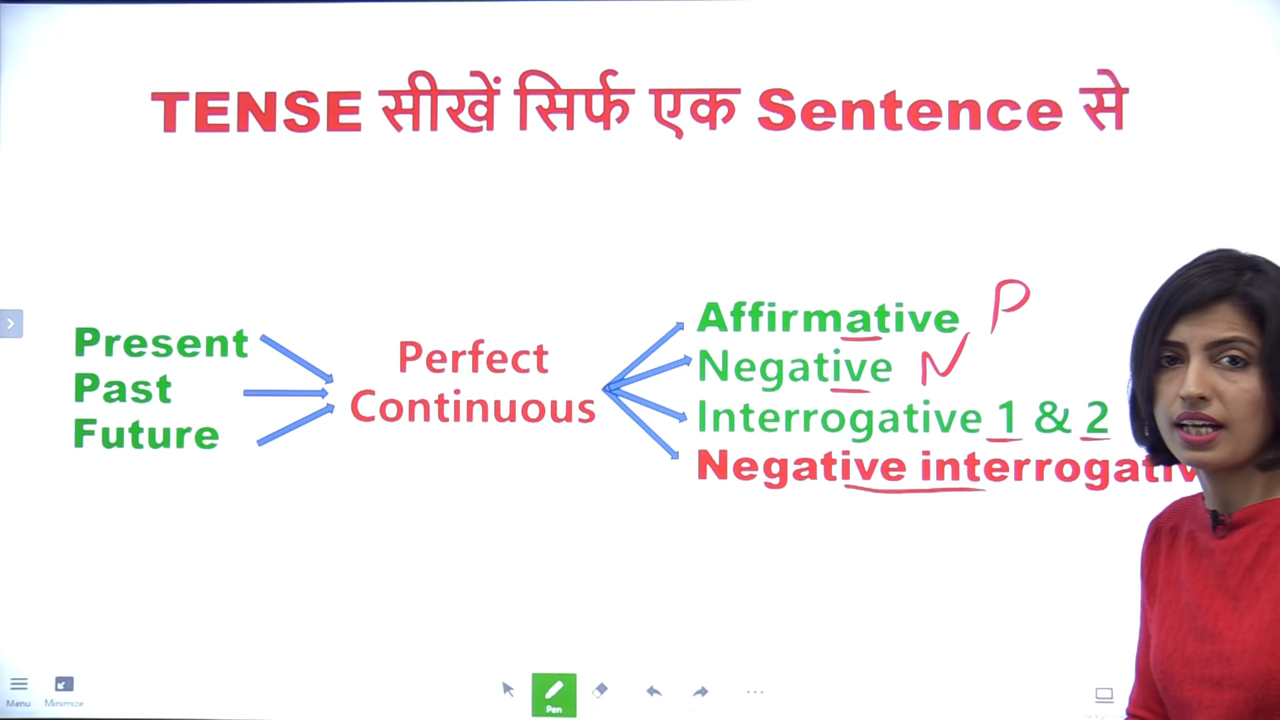 TENSE सीखें सिर्फ एक Sentence से
Present
Past
Future
Perfect
Continuous
Affirmative P
Negative N
Interrogative 1 & 2
Negative interrogativ
Menu
Minimize
Pen